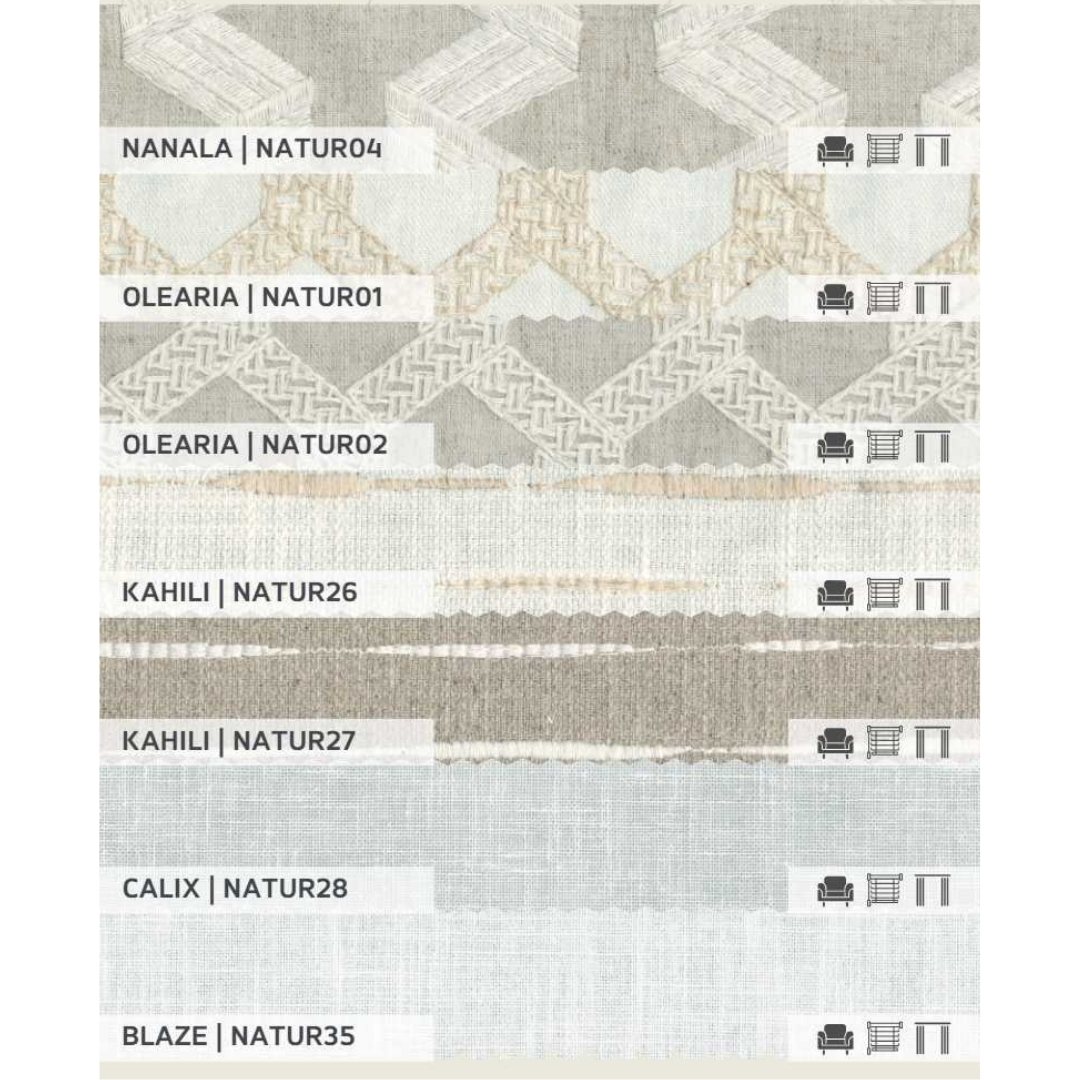 NANALA | NATUR04
OLEARIA | NATUR01
OLEARIA | NATUR02
KAHILI | NATUR26
KAHILI | NATUR27
CALIX | NATUR28
BLAZE | NATUR35